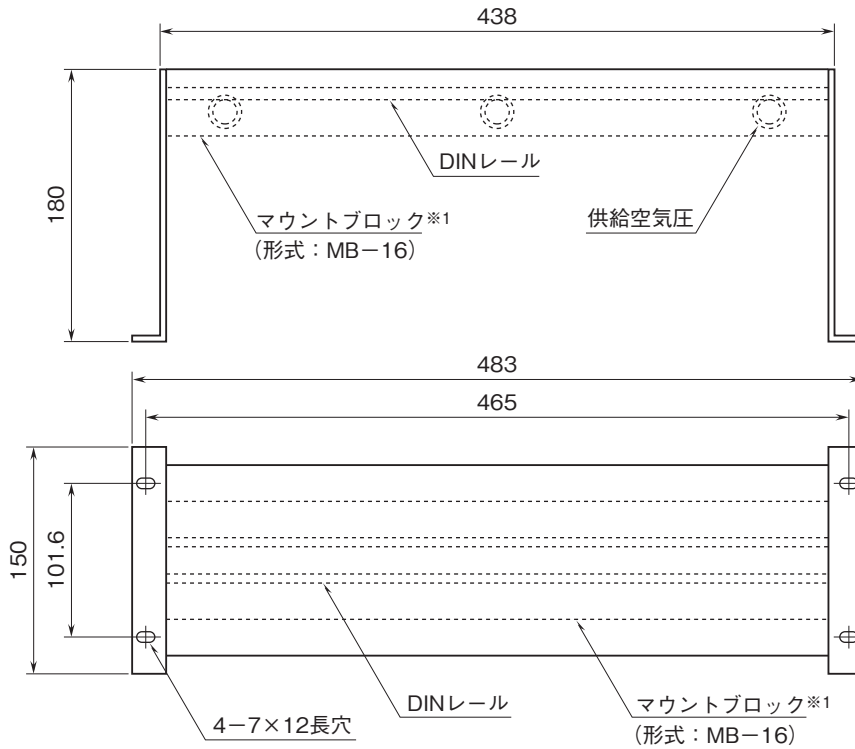 438
180
DINレール
マウントブロック※1
（形式：MB－16）
供給空気圧
483
465
150
101.6
4－7×12長穴
DINレール
マウントブロック※1
（形式：MB－16）